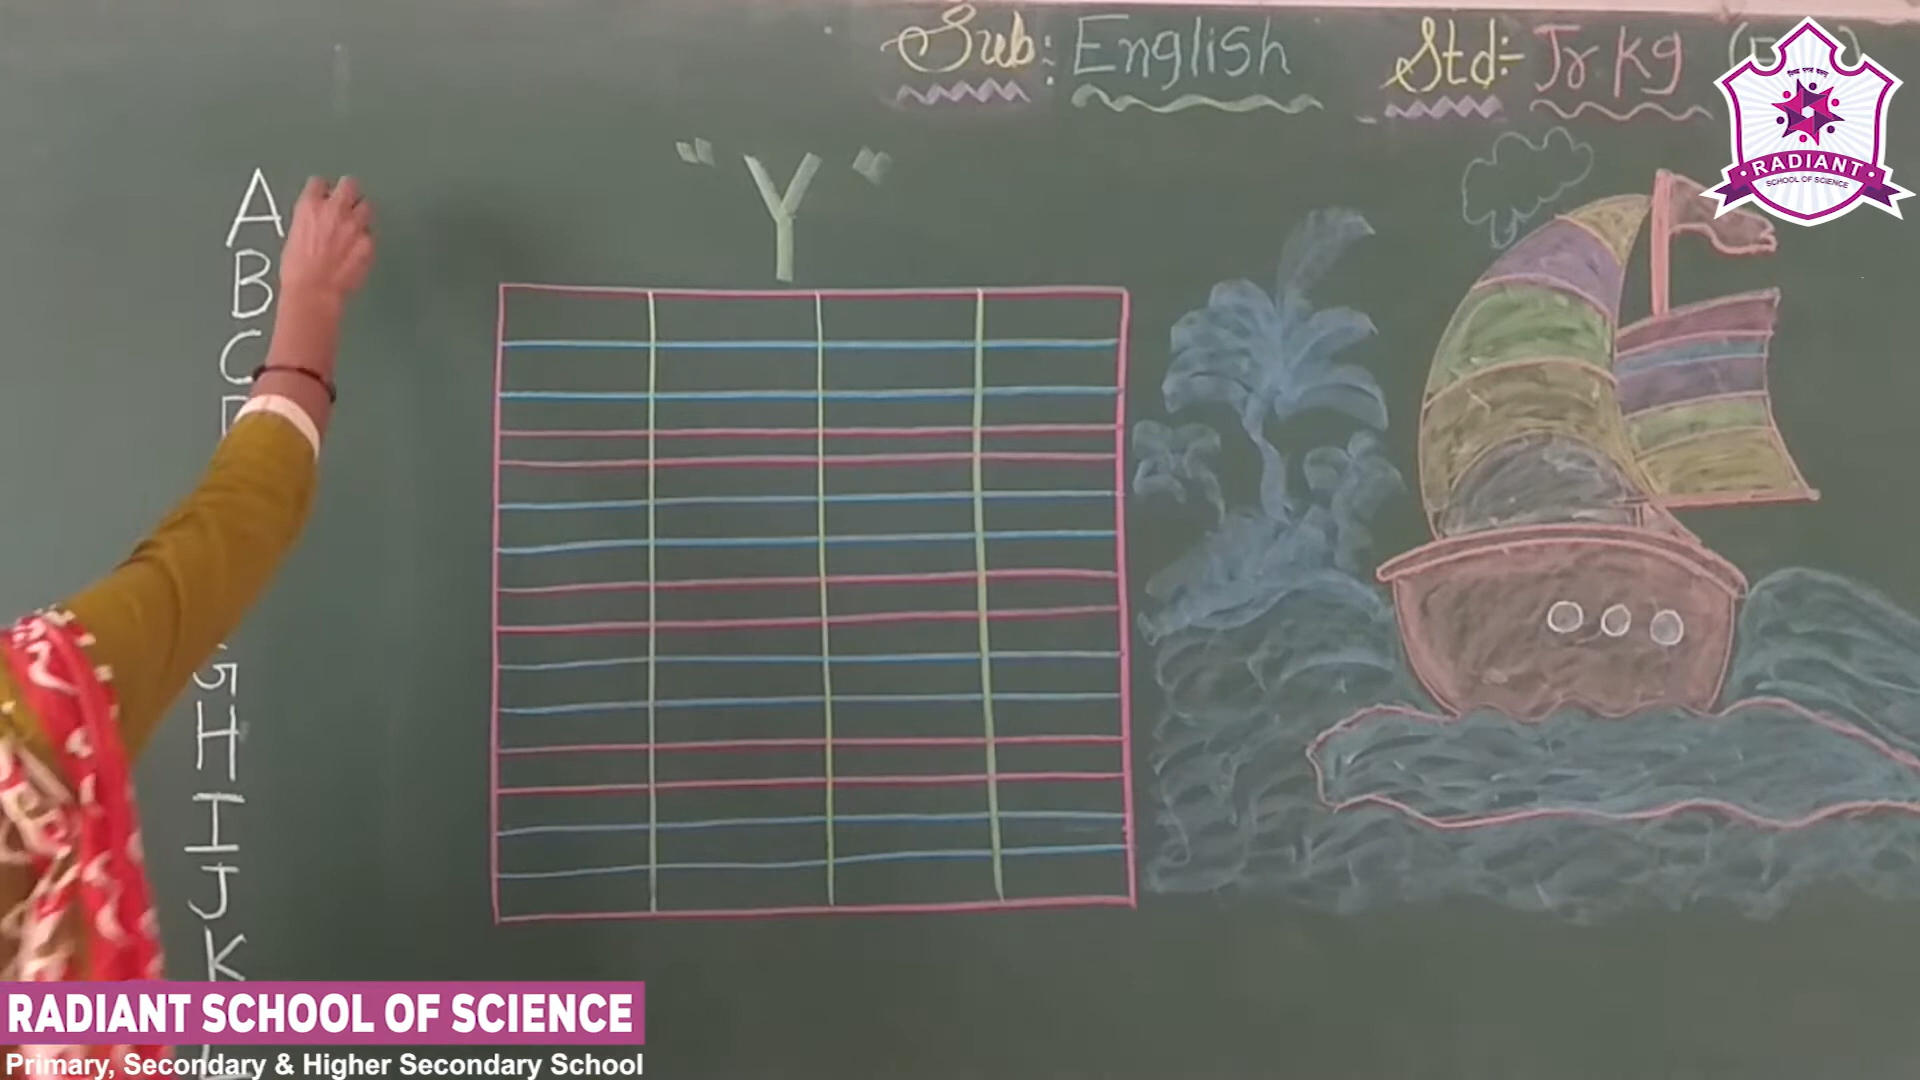 Sub: English
Std:- Jr kg
RADIANT
SCHOOL OF SCIENCE
"Y"
A
B
C
G
H
I
J
K
L
RADIANT SCHOOL OF SCIENCE
Primary, Secondary & Higher Secondary School